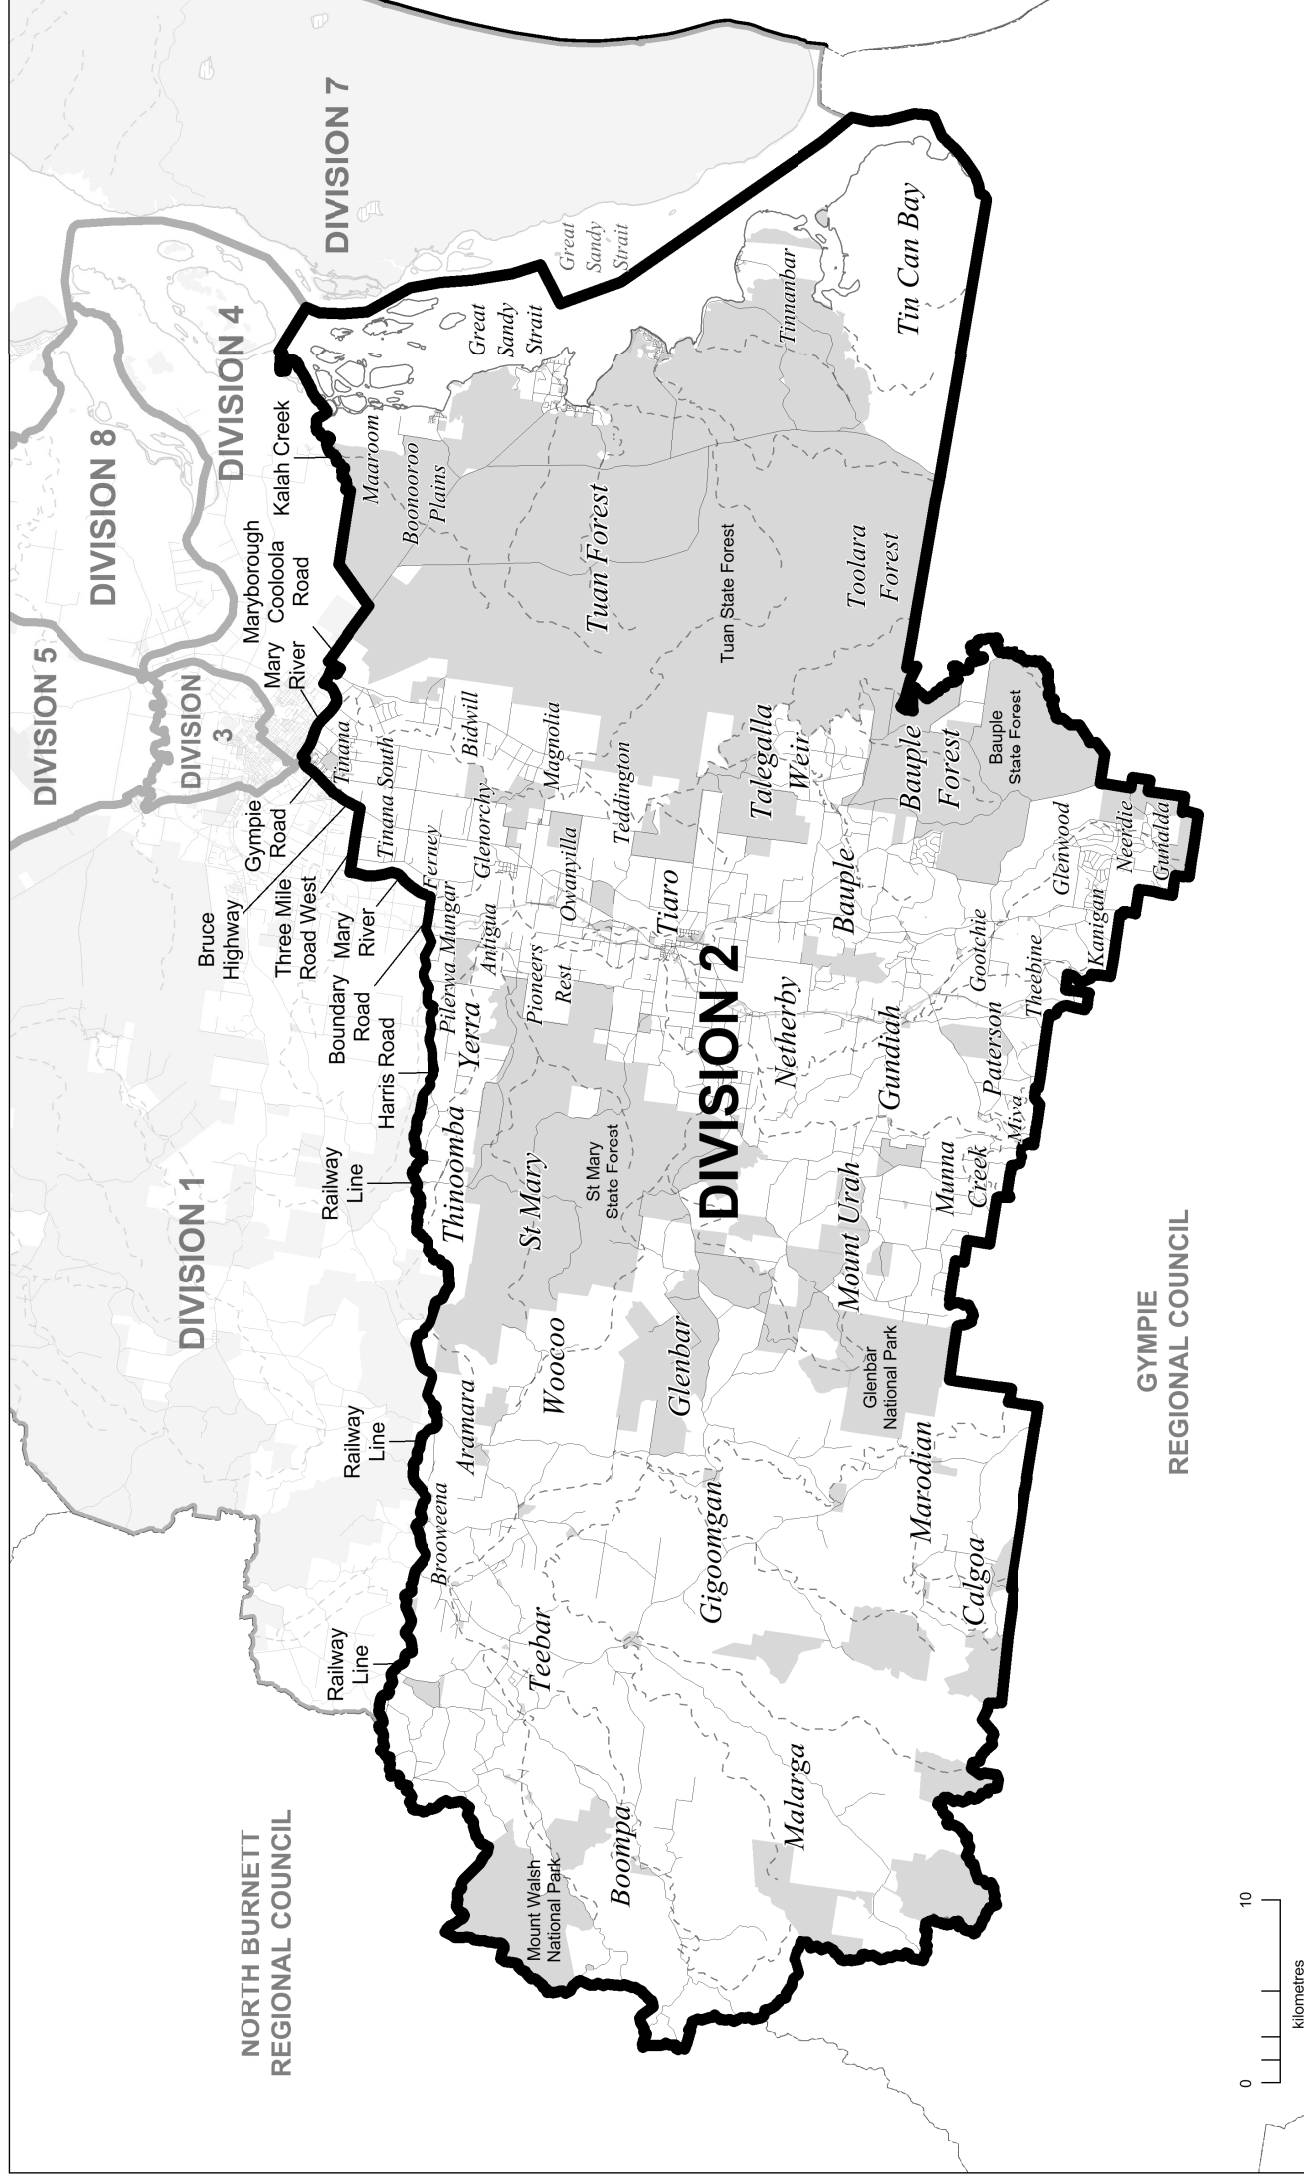 NORTH BURNETT
REGIONAL COUNCIL
DIVISION 1
DIVISION 5
DIVISION
3
DIVISION 8
DIVISION 4
DIVISION 7
Railway
Line
Railway
Line
Railway
Line
Harris Road
Boundary
Road
Mary
River
Three Mile
Road West
Bruce
Highway
Gympie
Road
Mary
River
Maryborough
Cooloola
Road
Kalah Creek
Great
Sandy
Strait
Great
Sandy
Strait
Maaroom
Boonooroo
Plains
Tinana
Tinana South
Bidwill
Ferney
Glenorchy
Magnolia
Mungar
Pilerwa
Antigua
Owanyilla
Teddington
Yerra
Pioneers
Rest
Thinoomba
St Mary
St Mary
State Forest
Aramara
Woocoo
Brooweena
Teebar
Mount Walsh
National Park
Boompa
Malarga
Gigoongan
Glenbar
DIVISION 2
Tiaro
Tuan Forest
Tuan State Forest
Tinnanbar
Tin Can Bay
Toolara
Forest
Talegalla
Weir
Bauple
Forest
Bauple
State Forest
Bauple
Netherby
Gundiah
Mount Urah
Glenbar
National Park
Marodian
Calgoa
Munna
Creek
Miva
Paterson
Gootchie
Theebine
Glenwood
Kanigan
Neerdie
Gunalda
GYMPIE
REGIONAL COUNCIL
0
10
kilometres